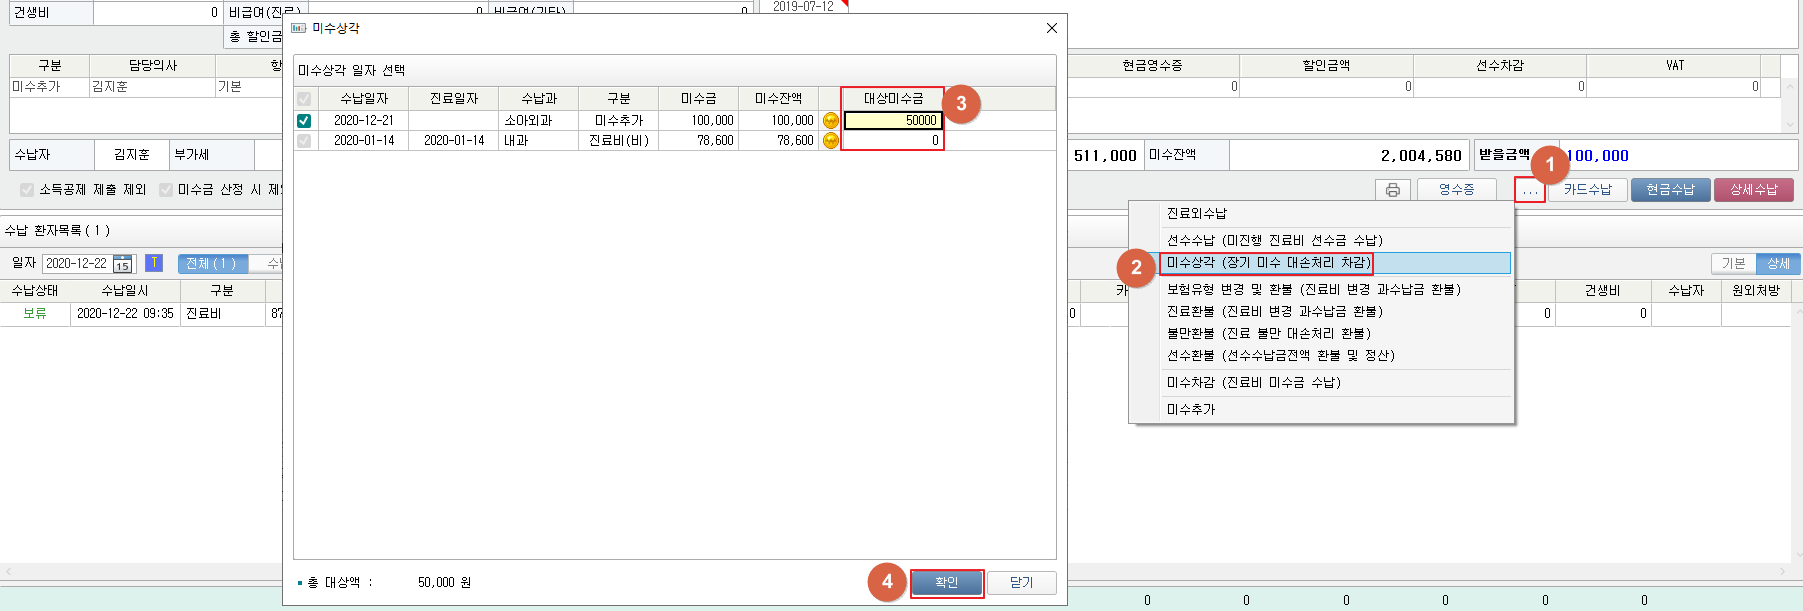 건생비 0 비급여(진료) 0 비급여(기타) 0 2019-07-12
총 할인금
구분 담당의사 항 현금영수증 할인금액 선수차감 VAT
미수추가 김지훈 기본 0 0 0 0
수납자 김지훈 부가세 511,000 미수잔액 2,004,580 받을금액 100,000
소득공제 제출 제외 미수금 산정 시 제외 영수증 ... 카드수납 현금수납 상세수납
수납 환자목록 ( 1 )
일자 2020-12-22 15 T 전체 ( 1 ) 수납 기본 상세
수납상태 수납일시 구분 카 건생비 수납자 원외처방
보류 2020-12-22 09:35 진료비 87 0 0 0
미수상각
미수상각 일자 선택
수납일자 진료일자 수납과 구분 미수금 미수잔액 대상미수금
2020-12-21 소아외과 미수추가 100,000 100,000 50000
2020-01-14 2020-01-14 내과 진료비(비) 78,600 78,600 0
총 대상액 : 50,000 원
확인 닫기
1
2
3
4
진료외수납
선수수납 (미진행 진료비 선수금 수납)
미수상각 (장기 미수 대손처리 차감)
보험유형 변경 및 환불 (진료비 변경 과수납금 환불)
진료환불 (진료비 변경 과수납금 환불)
불만환불 (진료 불만 대손처리 환불)
선수환불 (선수수납금전액 환불 및 정산)
미수차감 (진료비 미수금 수납)
미수추가
0 0 0 0 0 0